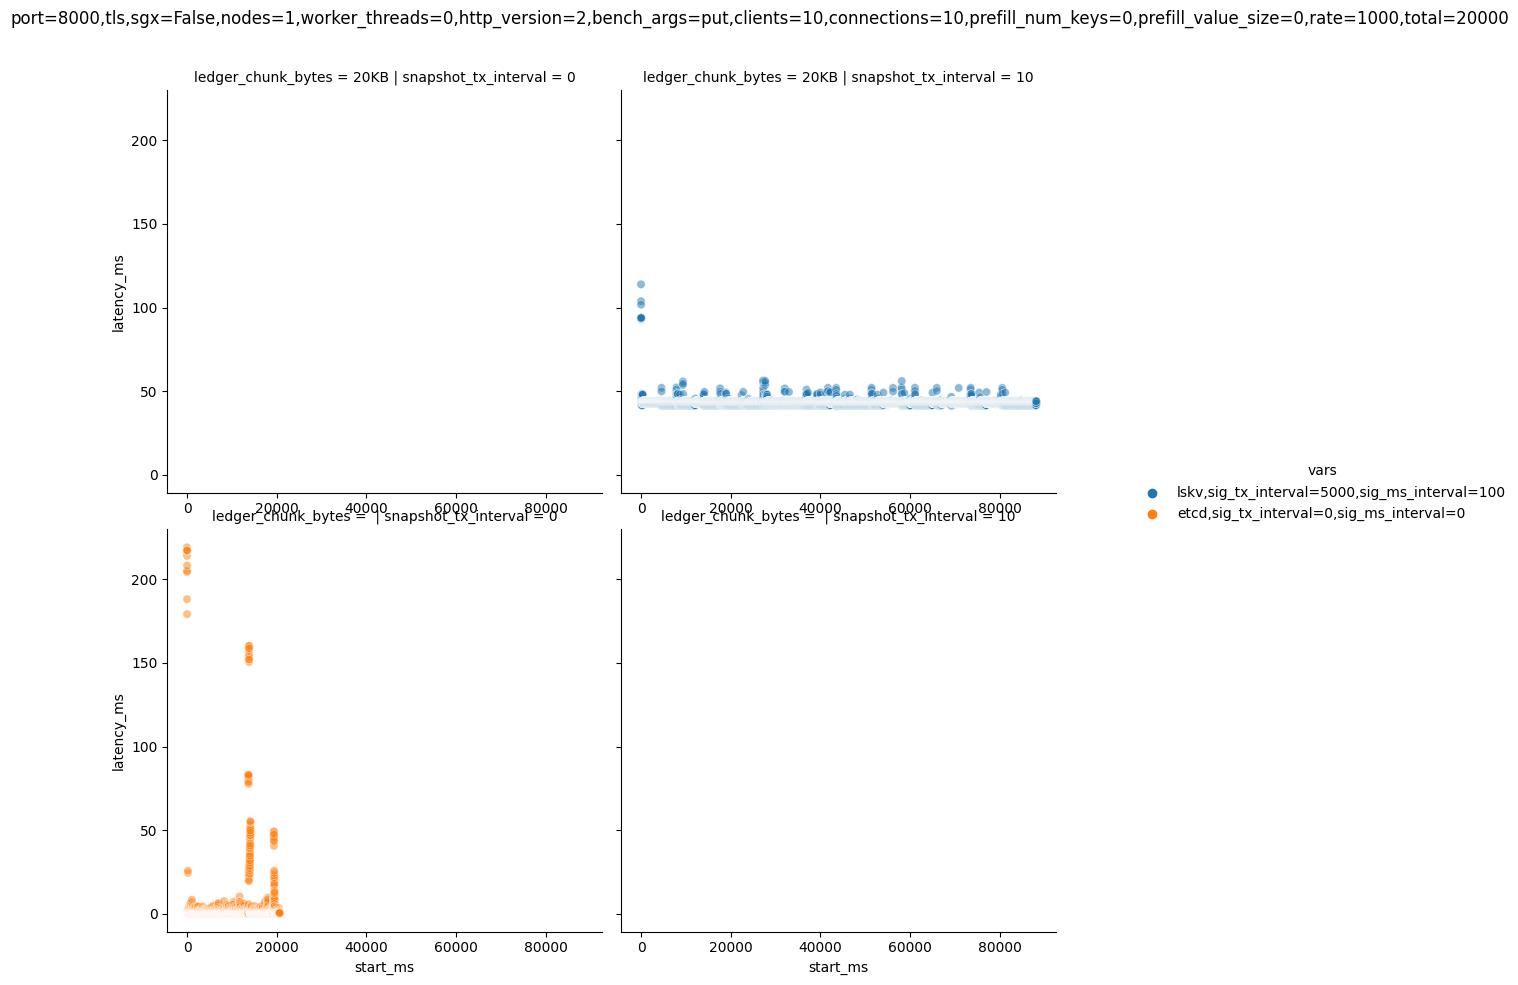 port=8000,tls,sgx=False,nodes=1,worker_threads=0,http_version=2,bench_args=put,clients=10,connections=10,prefill_num_keys=0,prefill_value_size=0,rate=1000,total=20000
ledger_chunk_bytes = 20KB | snapshot_tx_interval = 0
ledger_chunk_bytes = 20KB | snapshot_tx_interval = 10
200
150
100
50
0
latency_ms
0 20000 40000 60000 80000
0 20000 40000 60000 80000
ledger_chunk_bytes =  | snapshot_tx_interval = 0
ledger_chunk_bytes =  | snapshot_tx_interval = 10
200
150
100
50
0
latency_ms
0 20000 40000 60000 80000
start_ms
0 20000 40000 60000 80000
start_ms
vars
lskv,sig_tx_interval=5000,sig_ms_interval=100
etcd,sig_tx_interval=0,sig_ms_interval=0